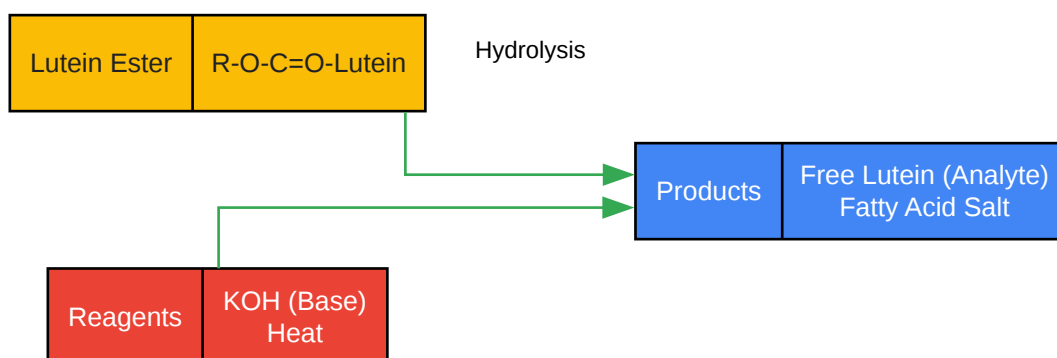 Lutein Ester
R-O-C=O-Lutein
Hydrolysis
Products
Free Lutein (Analyte)
Fatty Acid Salt
Reagents
KOH (Base)
Heat